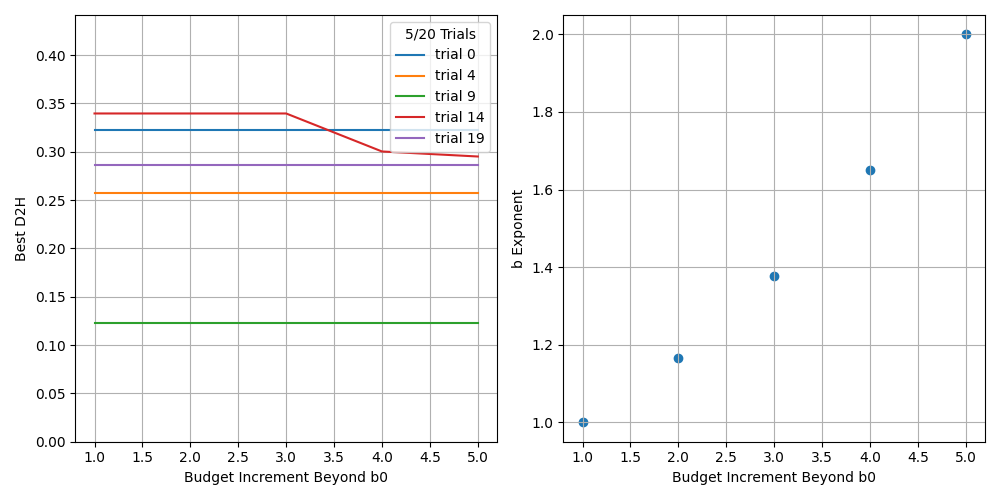 5/20 Trials
trial 0
trial 4
trial 9
trial 14
trial 19
0.40
0.35
0.30
0.25
0.20
0.15
0.10
0.05
0.00
Best D2H
1.0 1.5 2.0 2.5 3.0 3.5 4.0 4.5 5.0
Budget Increment Beyond b0
2.0
1.8
1.6
1.4
1.2
1.0
b Exponent
1.0 1.5 2.0 2.5 3.0 3.5 4.0 4.5 5.0
Budget Increment Beyond b0